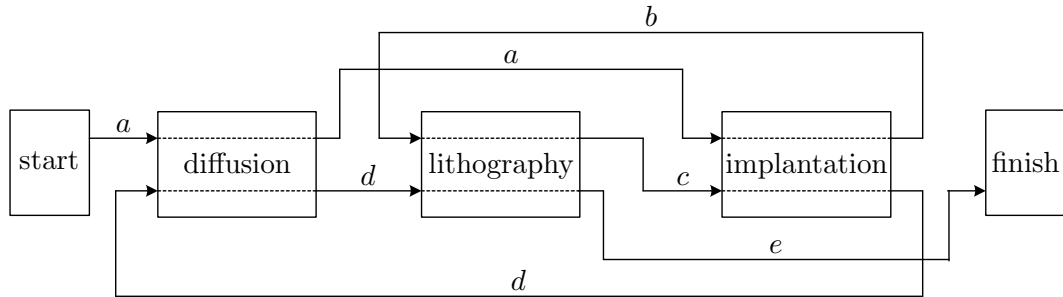 b
a
a
start
diffusion
lithography
implantation
finish
d
c
e
d